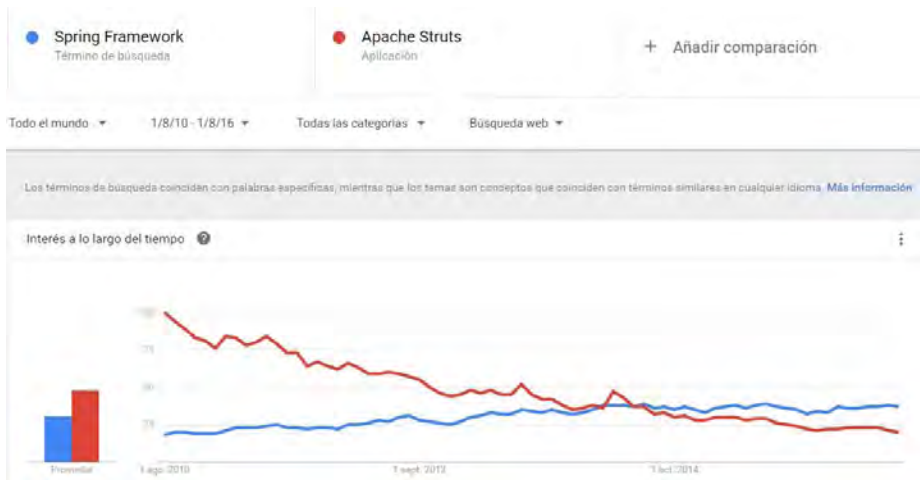 Spring Framework
Término de búsqueda
Apache Struts
Aplicación
+ Añadir comparación
Todo el mundo
1/8/10 - 1/8/16
Todas las categorías
Búsqueda web
Los términos de búsqueda coinciden con palabras específicas, mientras que los temas son conceptos que coinciden con términos similares en cualquier idioma. Más información
Interés a lo largo del tiempo
100
75
50
25
Promedio
1 ago. 2010
1 sept. 2012
1 oct. 2014